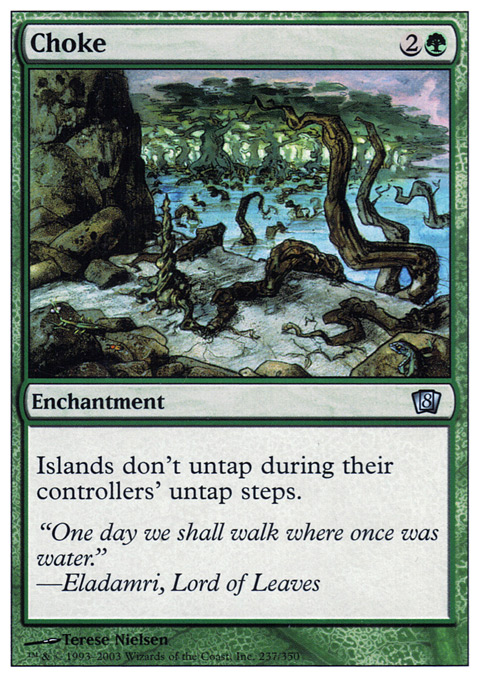 Choke 2
Enchantment 8
Islands don't untap during their
controllers' untap steps.
“One day we shall walk where once was
water.”
—Eladamri, Lord of Leaves
Terese Nielsen
™ & © 1993–2003 Wizards of the Coast, Inc. 237/350